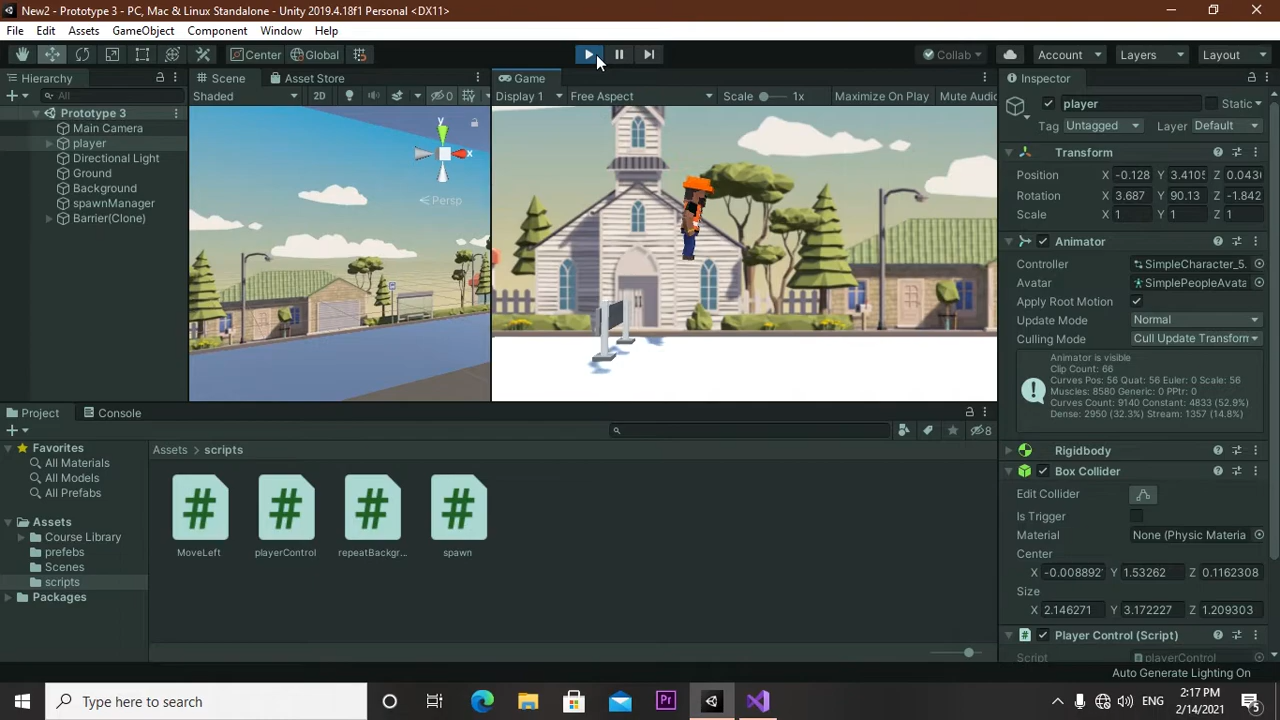 New2 - Prototype 3 - PC, Mac & Linux Standalone - Unity 2019.4.18f1 Personal <DX11>
File Edit Assets GameObject Component Window Help
Center Global Collab Account Layers Layout
Hierarchy Scene Asset Store Game Inspector
All Shaded 2D 0 Display 1 Free Aspect Scale 1x Maximize On Play Mute Audio
player Static
Tag Untagged Layer Default
Prototype 3
Main Camera
player
Directional Light
Ground
Background
spawnManager
Barrier(Clone)
y
x
Persp
Transform
Position X -0.128 Y 3.4105 Z 0.0430
Rotation X 3.687 Y 90.13 Z -1.842
Scale X 1 Y 1 Z 1
Animator
Controller SimpleCharacter_5.
Avatar SimplePeopleAvata
Apply Root Motion
Update Mode Normal
Culling Mode Cull Update Transform
Animator is visible
Clip Count: 66
Curves Pos: 56 Quat: 56 Euler: 0 Scale: 56
Muscles: 8580 Generic: 0 PPtr: 0
Curves Count: 9140 Constant: 4833 (52.9%)
Dense: 2950 (32.3%) Stream: 1357 (14.8%)
Rigidbody
Box Collider
Edit Collider
Is Trigger
Material None (Physic Materia
Center
X -0.008892 Y 1.53262 Z 0.1162308
Size
X 2.146271 Y 3.172227 Z 1.209303
Player Control (Script)
Script playerControl
Project Console
8
Favorites
All Materials
All Models
All Prefabs
Assets
Course Library
prefebs
Scenes
scripts
Packages
Assets > scripts
# # # #
MoveLeft playerControl repeatBackgr... spawn
Auto Generate Lighting On
Type here to search
Pr
ENG
2:17 PM
2/14/2021
5